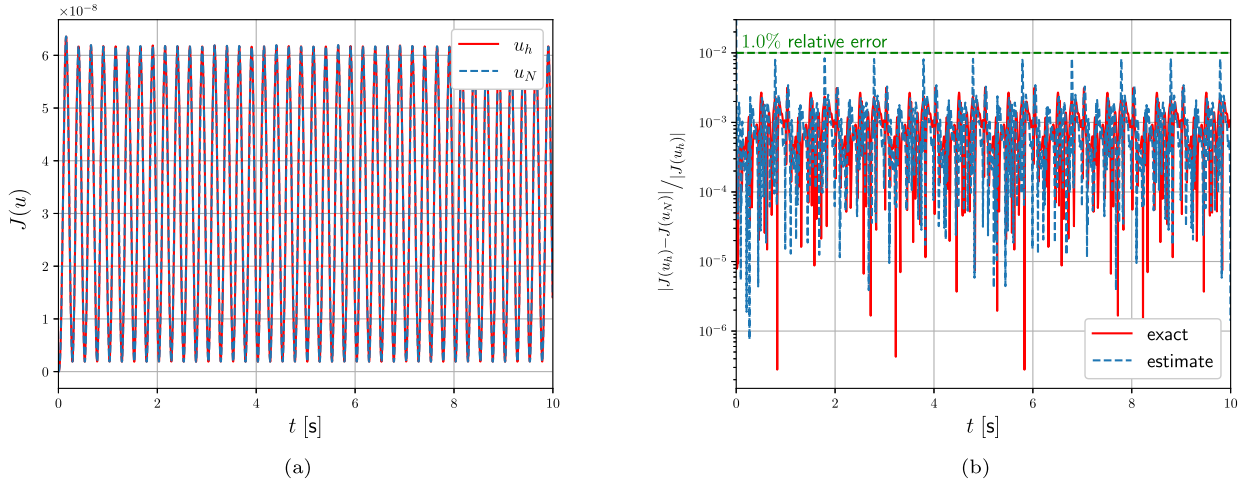 ×10⁻⁸
6
5
4
3
2
1
0
J(u)
u_h
u_N
0 2 4 6 8 10
t [s]
(a)
1.0% relative error
10⁻²
10⁻³
10⁻⁴
10⁻⁵
10⁻⁶
|J(u_h)−J(u_N)|/|J(u_h)|
exact
estimate
0 2 4 6 8 10
t [s]
(b)